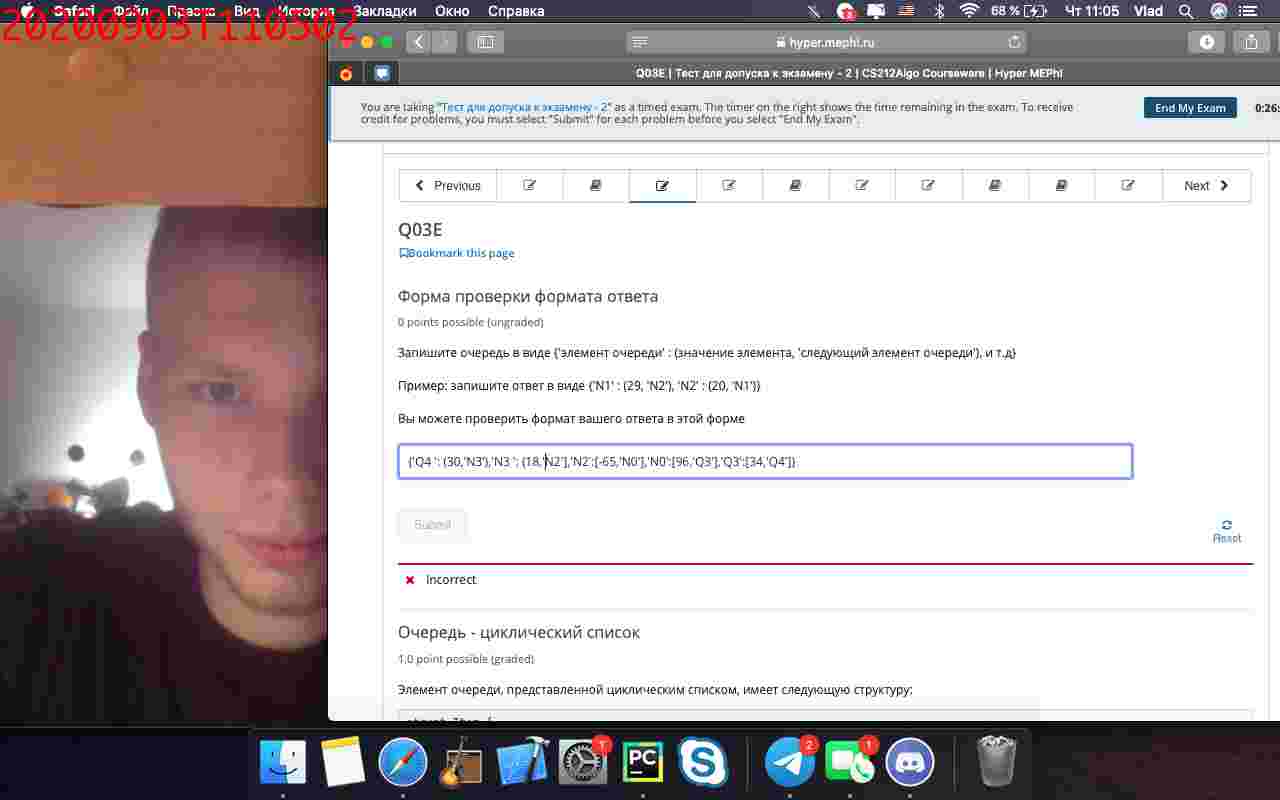 Safari Файл Правка Вид История Закладки Окно Справка 68 % Чт 11:05 Vlad
20200903T110502
hyper.mephi.ru
Q03E | Тест для допуска к экзамену - 2 | CS212Algo Courseware | Hyper MEPhI
You are taking "Тест для допуска к экзамену - 2" as a timed exam. The timer on the right shows the time remaining in the exam. To receive
credit for problems, you must select "Submit" for each problem before you select "End My Exam".
End My Exam
0:26:
Previous
Next
Q03E
Bookmark this page
Форма проверки формата ответа
0 points possible (ungraded)
Запишите очередь в виде {'элемент очереди' : (значение элемента, 'следующий элемент очереди'), и т.д}
Пример: запишите ответ в виде {'N1' : (29, 'N2'), 'N2' : (20, 'N1')}
Вы можете проверить формат вашего ответа в этой форме
{'Q4 ': (30,'N3'),'N3 ': (18,'N2'],'N2':[-65,'N0'],'N0':[96,'Q3'],'Q3':[34,'Q4']}
Submit
Reset
Incorrect
Очередь - циклический список
1.0 point possible (graded)
Элемент очереди, представленной циклическим списком, имеет следующую структуру:
1
PC
2
1